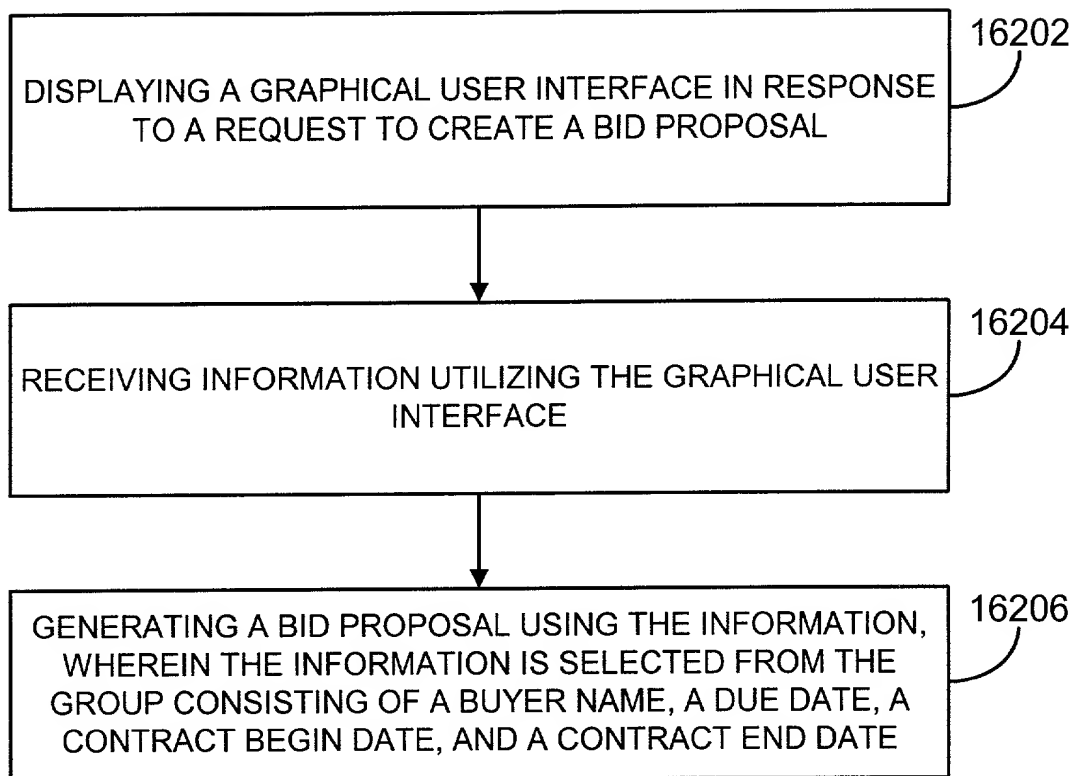 16202
DISPLAYING A GRAPHICAL USER INTERFACE IN RESPONSE
TO A REQUEST TO CREATE A BID PROPOSAL
16204
RECEIVING INFORMATION UTILIZING THE GRAPHICAL USER
INTERFACE
16206
GENERATING A BID PROPOSAL USING THE INFORMATION,
WHEREIN THE INFORMATION IS SELECTED FROM THE
GROUP CONSISTING OF A BUYER NAME, A DUE DATE, A
CONTRACT BEGIN DATE, AND A CONTRACT END DATE